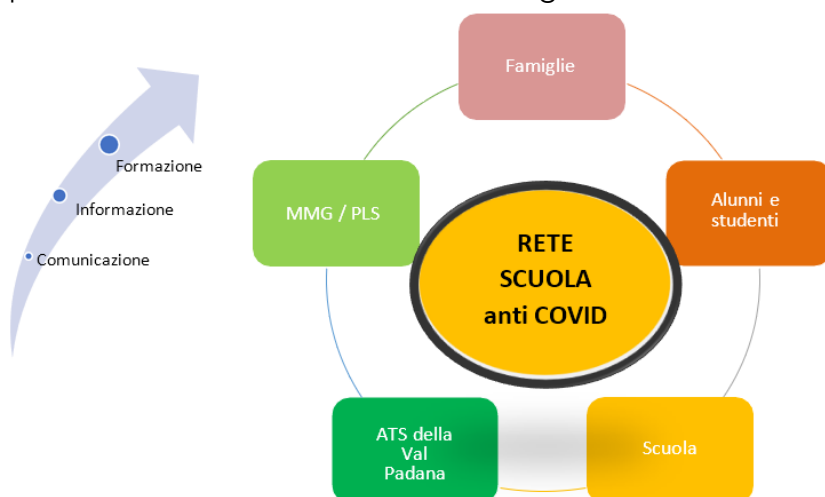 Famiglie
Formazione
Informazione
Comunicazione
MMG / PLS
Alunni e
studenti
RETE
SCUOLA
anti COVID
ATS della
Val
Padana
Scuola